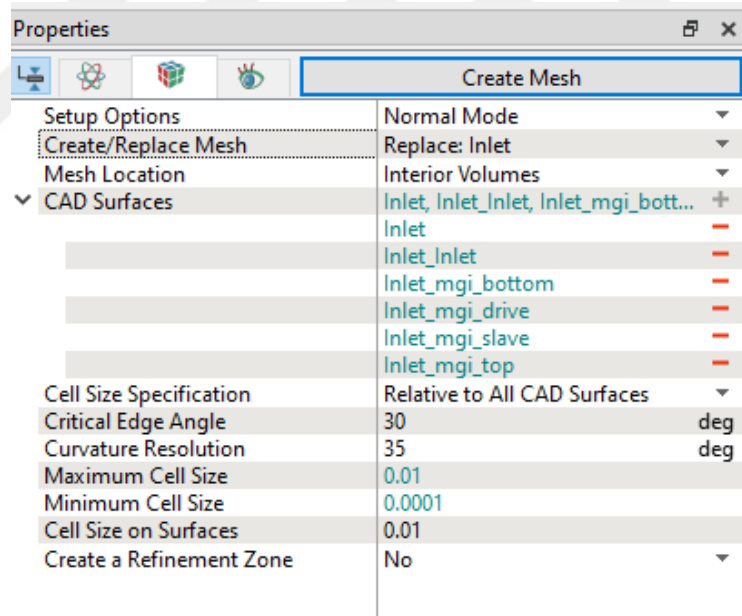 Properties
Create Mesh
Setup Options Normal Mode
Create/Replace Mesh Replace: Inlet
Mesh Location Interior Volumes
CAD Surfaces Inlet, Inlet_Inlet, Inlet_mgi_bott...
Inlet
Inlet_Inlet
Inlet_mgi_bottom
Inlet_mgi_drive
Inlet_mgi_slave
Inlet_mgi_top
Cell Size Specification Relative to All CAD Surfaces
Critical Edge Angle 30 deg
Curvature Resolution 35 deg
Maximum Cell Size 0.01
Minimum Cell Size 0.0001
Cell Size on Surfaces 0.01
Create a Refinement Zone No